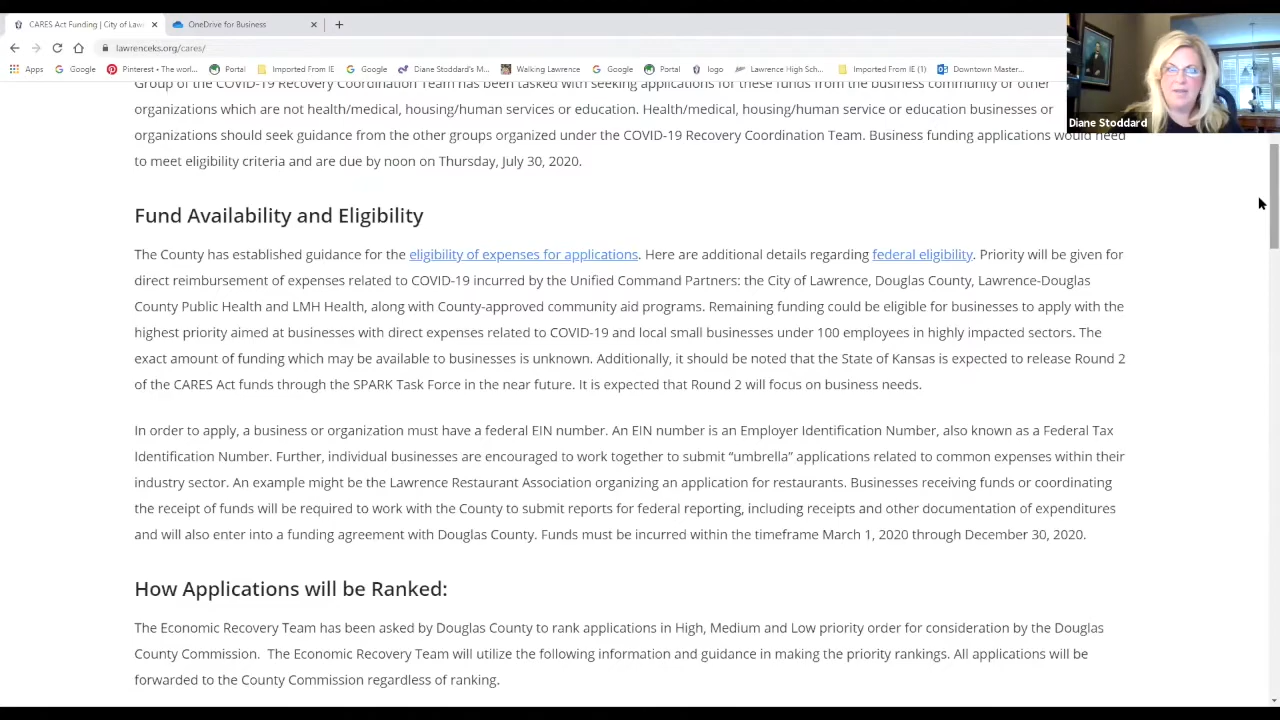 CARES Act Funding | City of Law
OneDrive for Business
lawrenceks.org/cares/
Apps Google Pinterest • The worl... Portal Imported From IE Google Diane Stoddard's M... Walking Lawrence Google Portal logo Lawrence High Sch... Imported From IE (1) Downtown Master...
Diane Stoddard
Group of the COVID-19 Recovery Coordination Team has been tasked with seeking applications for these funds from the business community or other
organizations which are not health/medical, housing/human services or education. Health/medical, housing/human service or education businesses or
organizations should seek guidance from groups organized under the COVID-19 Recovery Coordination Team. Business funding applications would need
to meet eligibility criteria and are due by noon on Thursday, July 30, 2020.
Fund Availability and Eligibility
The County has established guidance for the eligibility of expenses for applications. Here are additional details regarding federal eligibility. Priority will be given for
direct reimbursement of expenses related to COVID-19 incurred by the Unified Command Partners: the City of Lawrence, Douglas County, Lawrence-Douglas
County Public Health and LMH Health, along with County-approved community aid programs. Remaining funding could be eligible for businesses to apply with the
highest priority aimed at businesses with direct expenses related to COVID-19 and local small businesses under 100 employees in highly impacted sectors. The
exact amount of funding which may be available to businesses is unknown. Additionally, it should be noted that the State of Kansas is expected to release Round 2
of the CARES Act funds through the SPARK Task Force in the near future. It is expected that Round 2 will focus on business needs.
In order to apply, a business or organization must have a federal EIN number. An EIN number is an Employer Identification Number, also known as a Federal Tax
Identification Number. Further, individual businesses are encouraged to work together to submit “umbrella” applications related to common expenses within their
industry sector. An example might be the Lawrence Restaurant Association organizing an application for restaurants. Businesses receiving funds or coordinating
the receipt of funds will be required to work with the County to submit reports for federal reporting, including receipts and other documentation of expenditures
and will also enter into a funding agreement with Douglas County. Funds must be incurred within the timeframe March 1, 2020 through December 30, 2020.
How Applications will be Ranked:
The Economic Recovery Team has been asked by Douglas County to rank applications in High, Medium and Low priority order for consideration by the Douglas
County Commission. The Economic Recovery Team will utilize the following information and guidance in making the priority rankings. All applications will be
forwarded to the County Commission regardless of ranking.